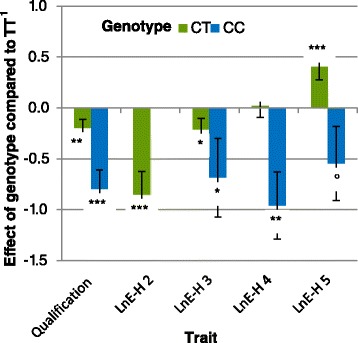 Effect of genotype compared to TT¹
Genotype CT CC
1.0
0.5
0.0
-0.5
-1.0
-1.5
** *** *** * * ** *** °
Qualification
LnE-H 2
LnE-H 3
LnE-H 4
LnE-H 5
Trait